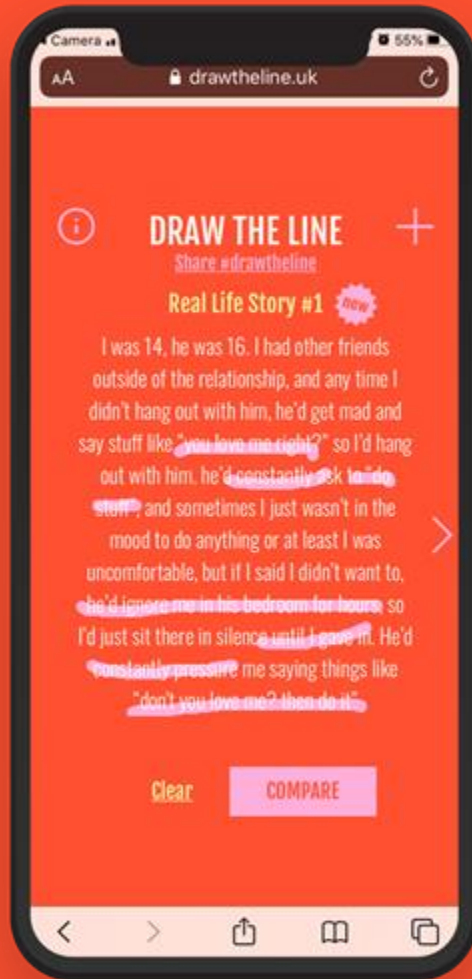 Camera
55%
AA drawtheline.uk
DRAW THE LINE
Share #drawtheline
Real Life Story #1 new
I was 14, he was 16. I had other friends
outside of the relationship, and any time I
didn't hang out with him, he'd get mad and
say stuff like "you love me right?" so I'd hang
out with him. he'd constantly ask to "do
stuff", and sometimes I just wasn't in the
mood to do anything or at least I was
uncomfortable, but if I said I didn't want to,
he'd ignore me in his bedroom for hours, so
I'd just sit there in silence until I gave in. He'd
constantly pressure me saying things like
"don't you love me? then do it".
Clear COMPARE